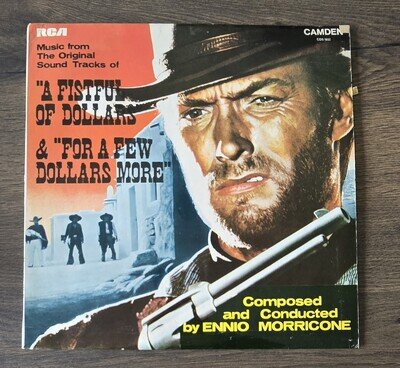 RCA
CAMDEN
Music from
The Original
Sound Tracks of
"A FISTFUL
OF DOLLARS"
& "FOR A FEW
DOLLARS MORE"
Composed
and Conducted
by ENNIO MORRICONE